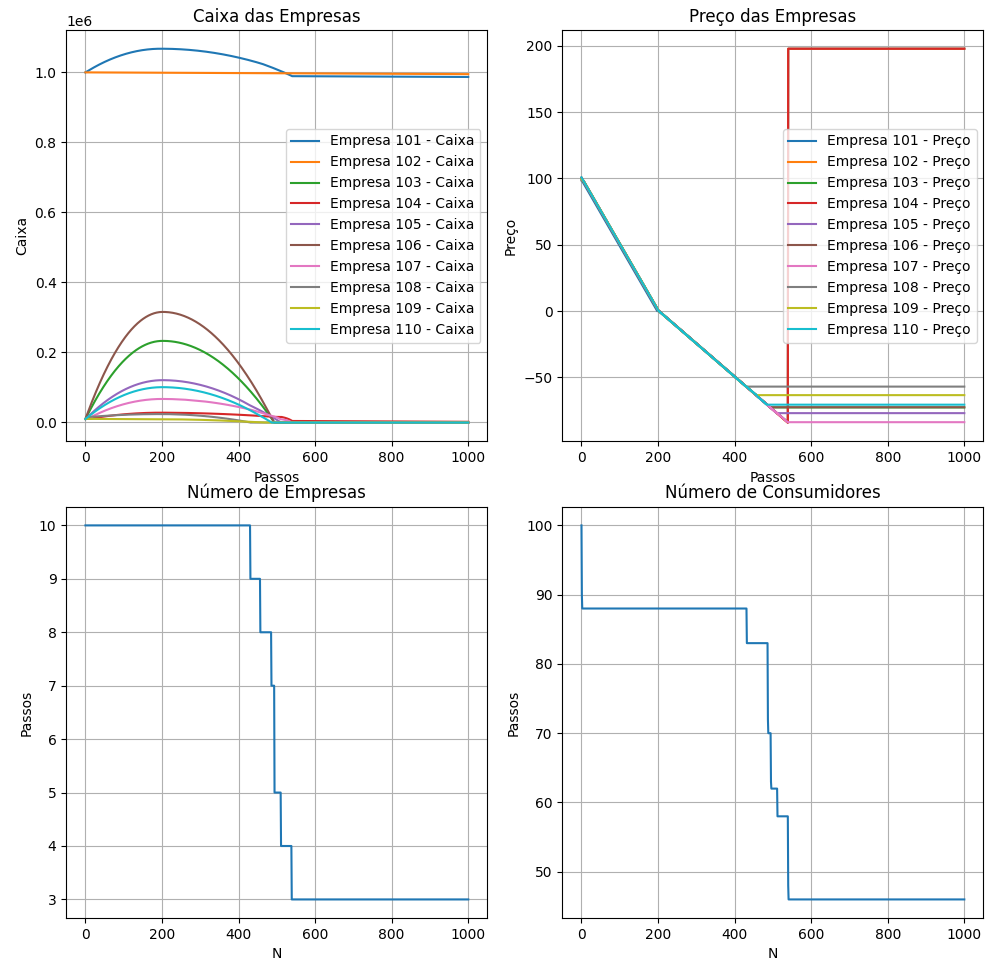 Caixa das Empresas
1e6
1.0
0.8
0.6
0.4
0.2
0.0
Caixa
0 200 400 600 800 1000
Passos
Empresa 101 - Caixa
Empresa 102 - Caixa
Empresa 103 - Caixa
Empresa 104 - Caixa
Empresa 105 - Caixa
Empresa 106 - Caixa
Empresa 107 - Caixa
Empresa 108 - Caixa
Empresa 109 - Caixa
Empresa 110 - Caixa
Preço das Empresas
200
150
100
50
0
−50
Preço
0 200 400 600 800 1000
Passos
Empresa 101 - Preço
Empresa 102 - Preço
Empresa 103 - Preço
Empresa 104 - Preço
Empresa 105 - Preço
Empresa 106 - Preço
Empresa 107 - Preço
Empresa 108 - Preço
Empresa 109 - Preço
Empresa 110 - Preço
Número de Empresas
10
9
8
7
6
5
4
3
Passos
0 200 400 600 800 1000
N
Número de Consumidores
100
90
80
70
60
50
Passos
0 200 400 600 800 1000
N